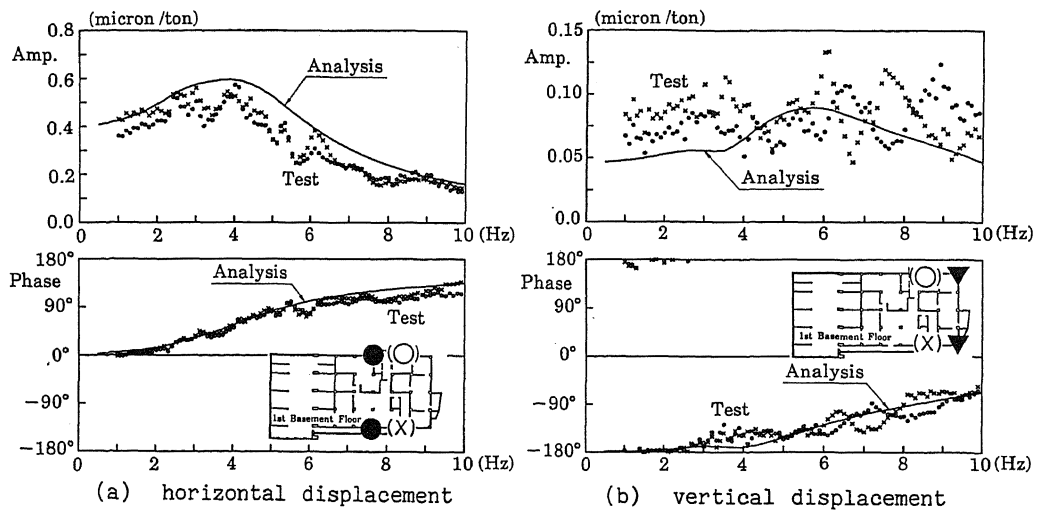 (micron /ton)
0.8
Amp.
0.6
0.4
0.2
0.0
Analysis
Test
0 2 4 6 8 10 (Hz)
180°
Phase
90°
0°
−90°
−180°
Analysis
Test
1st Basement Floor
(X)
0 2 4 6 8 10 (Hz)
(a) horizontal displacement
(micron /ton)
0.15
Amp.
0.10
0.05
0.0
Test
Analysis
0 2 4 6 8 10 (Hz)
180°
Phase
90°
0°
−90°
−180°
1st Basement Floor
(X)
Analysis
Test
0 2 4 6 8 10 (Hz)
(b) vertical displacement